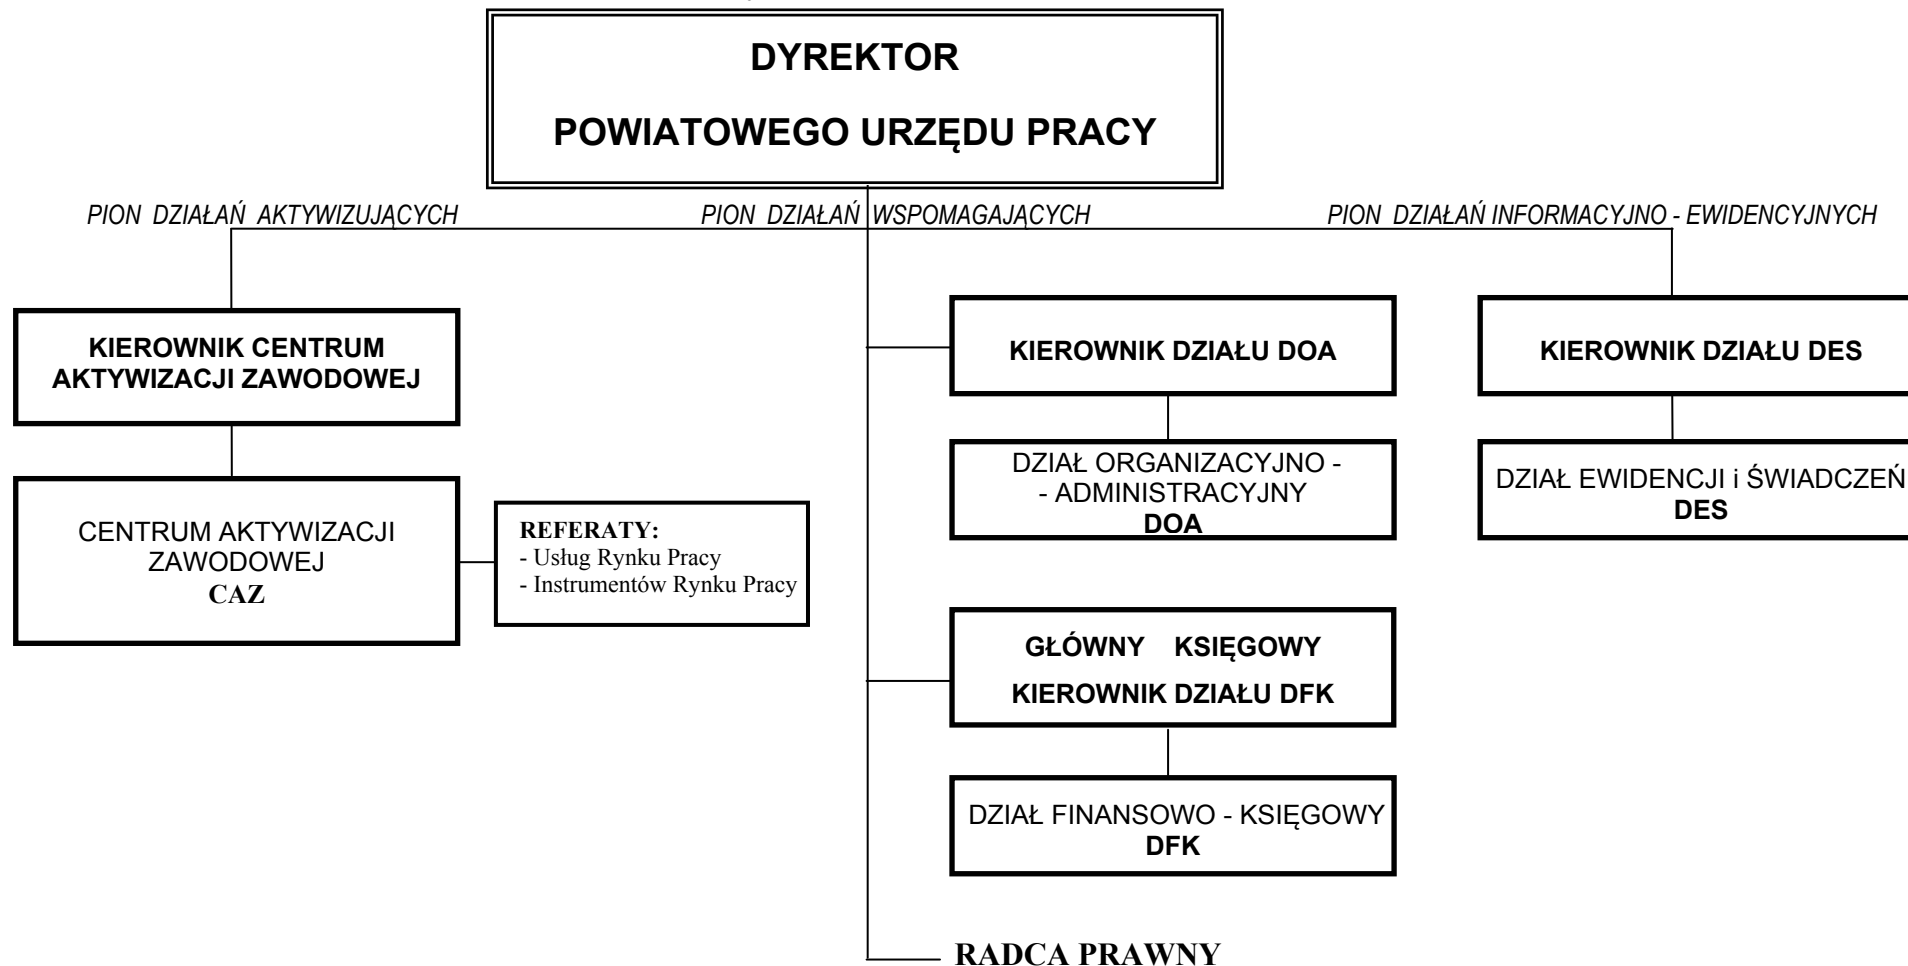 DYREKTOR
POWIATOWEGO URZĘDU PRACY
PION DZIAŁAŃ AKTYWIZUJĄCYCH
PION DZIAŁAŃ WSPOMAGAJĄCYCH
PION DZIAŁAŃ INFORMACYJNO - EWIDENCYJNYCH
KIEROWNIK CENTRUM
AKTYWIZACJI ZAWODOWEJ
KIEROWNIK DZIAŁU DOA
KIEROWNIK DZIAŁU DES
CENTRUM AKTYWIZACJI
ZAWODOWEJ
CAZ
REFERATY:
- Usług Rynku Pracy
- Instrumentów Rynku Pracy
DZIAŁ ORGANIZACYJNO -
- ADMINISTRACYJNY
DOA
DZIAŁ EWIDENCJI i ŚWIADCZEŃ
DES
GŁÓWNY KSIĘGOWY
KIEROWNIK DZIAŁU DFK
DZIAŁ FINANSOWO - KSIĘGOWY
DFK
RADCA PRAWNY